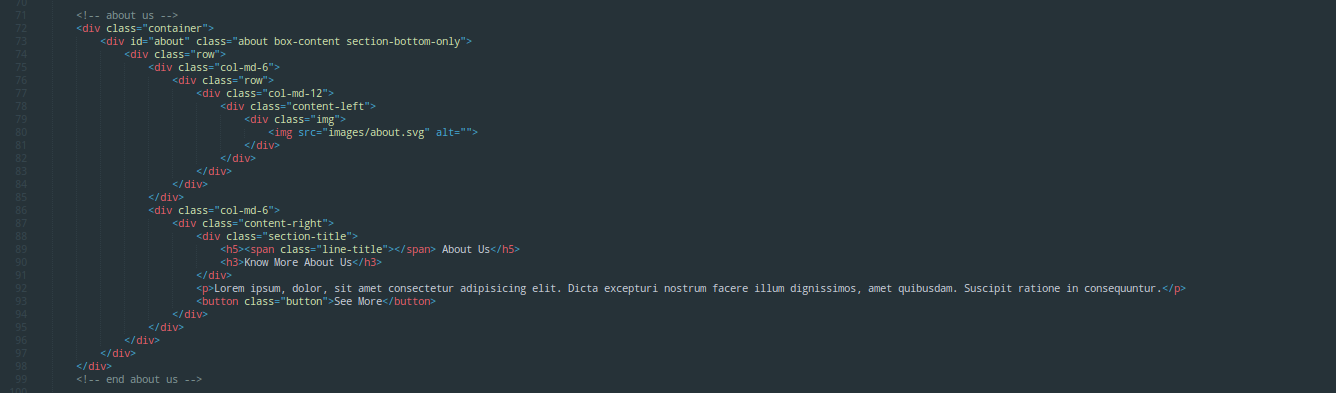 70
71 <!-- about us -->
72 <div class="container">
73 <div id="about" class="about box-content section-bottom-only">
74 <div class="row">
75 <div class="col-md-6">
76 <div class="row">
77 <div class="col-md-12">
78 <div class="content-left">
79 <div class="img">
80 <img src="images/about.svg" alt="">
81 </div>
82 </div>
83 </div>
84 </div>
85 </div>
86 <div class="col-md-6">
87 <div class="content-right">
88 <div class="section-title">
89 <h5><span class="line-title"></span> About Us</h5>
90 <h3>Know More About Us</h3>
91 </div>
92 <p>Lorem ipsum, dolor, sit amet consectetur adipisicing elit. Dicta excepturi nostrum facere illum dignissimos, amet quibusdam. Suscipit ratione in consequuntur.</p>
93 <button class="button">See More</button>
94 </div>
95 </div>
96 </div>
97 </div>
98 </div>
99 <!-- end about us -->
100